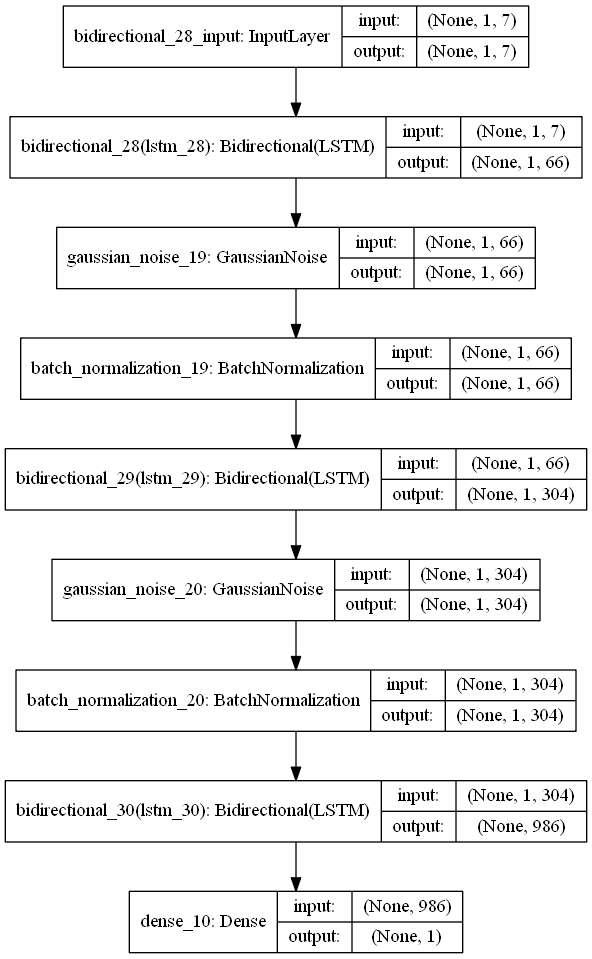 bidirectional_28_input: InputLayer
input: (None, 1, 7)
output: (None, 1, 7)
bidirectional_28(lstm_28): Bidirectional(LSTM)
input: (None, 1, 7)
output: (None, 1, 66)
gaussian_noise_19: GaussianNoise
input: (None, 1, 66)
output: (None, 1, 66)
batch_normalization_19: BatchNormalization
input: (None, 1, 66)
output: (None, 1, 66)
bidirectional_29(lstm_29): Bidirectional(LSTM)
input: (None, 1, 66)
output: (None, 1, 304)
gaussian_noise_20: GaussianNoise
input: (None, 1, 304)
output: (None, 1, 304)
batch_normalization_20: BatchNormalization
input: (None, 1, 304)
output: (None, 1, 304)
bidirectional_30(lstm_30): Bidirectional(LSTM)
input: (None, 1, 304)
output: (None, 986)
dense_10: Dense
input: (None, 986)
output: (None, 1)